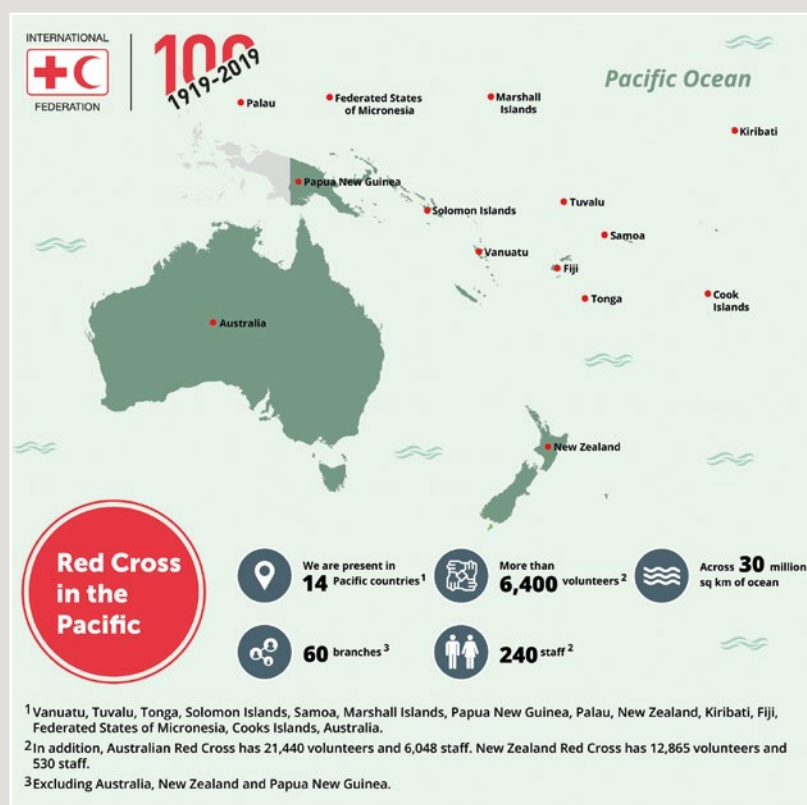 INTERNATIONAL
FEDERATION
100
1919-2019
Pacific Ocean
Palau
Federated States
of Micronesia
Marshall
Islands
Kiribati
Papua New Guinea
Solomon Islands
Tuvalu
Samoa
Vanuatu
Fiji
Tonga
Cook
Islands
Australia
New Zealand
Red Cross
in the
Pacific
We are present in
14 Pacific countries¹
More than
6,400 volunteers²
Across 30 million
sq km of ocean
60 branches³
240 staff²
¹Vanuatu, Tuvalu, Tonga, Solomon Islands, Samoa, Marshall Islands, Papua New Guinea, Palau, New Zealand, Kiribati, Fiji,
Federated States of Micronesia, Cooks Islands, Australia.
²In addition, Australian Red Cross has 21,440 volunteers and 6,048 staff. New Zealand Red Cross has 12,865 volunteers and
530 staff.
³Excluding Australia, New Zealand and Papua New Guinea.